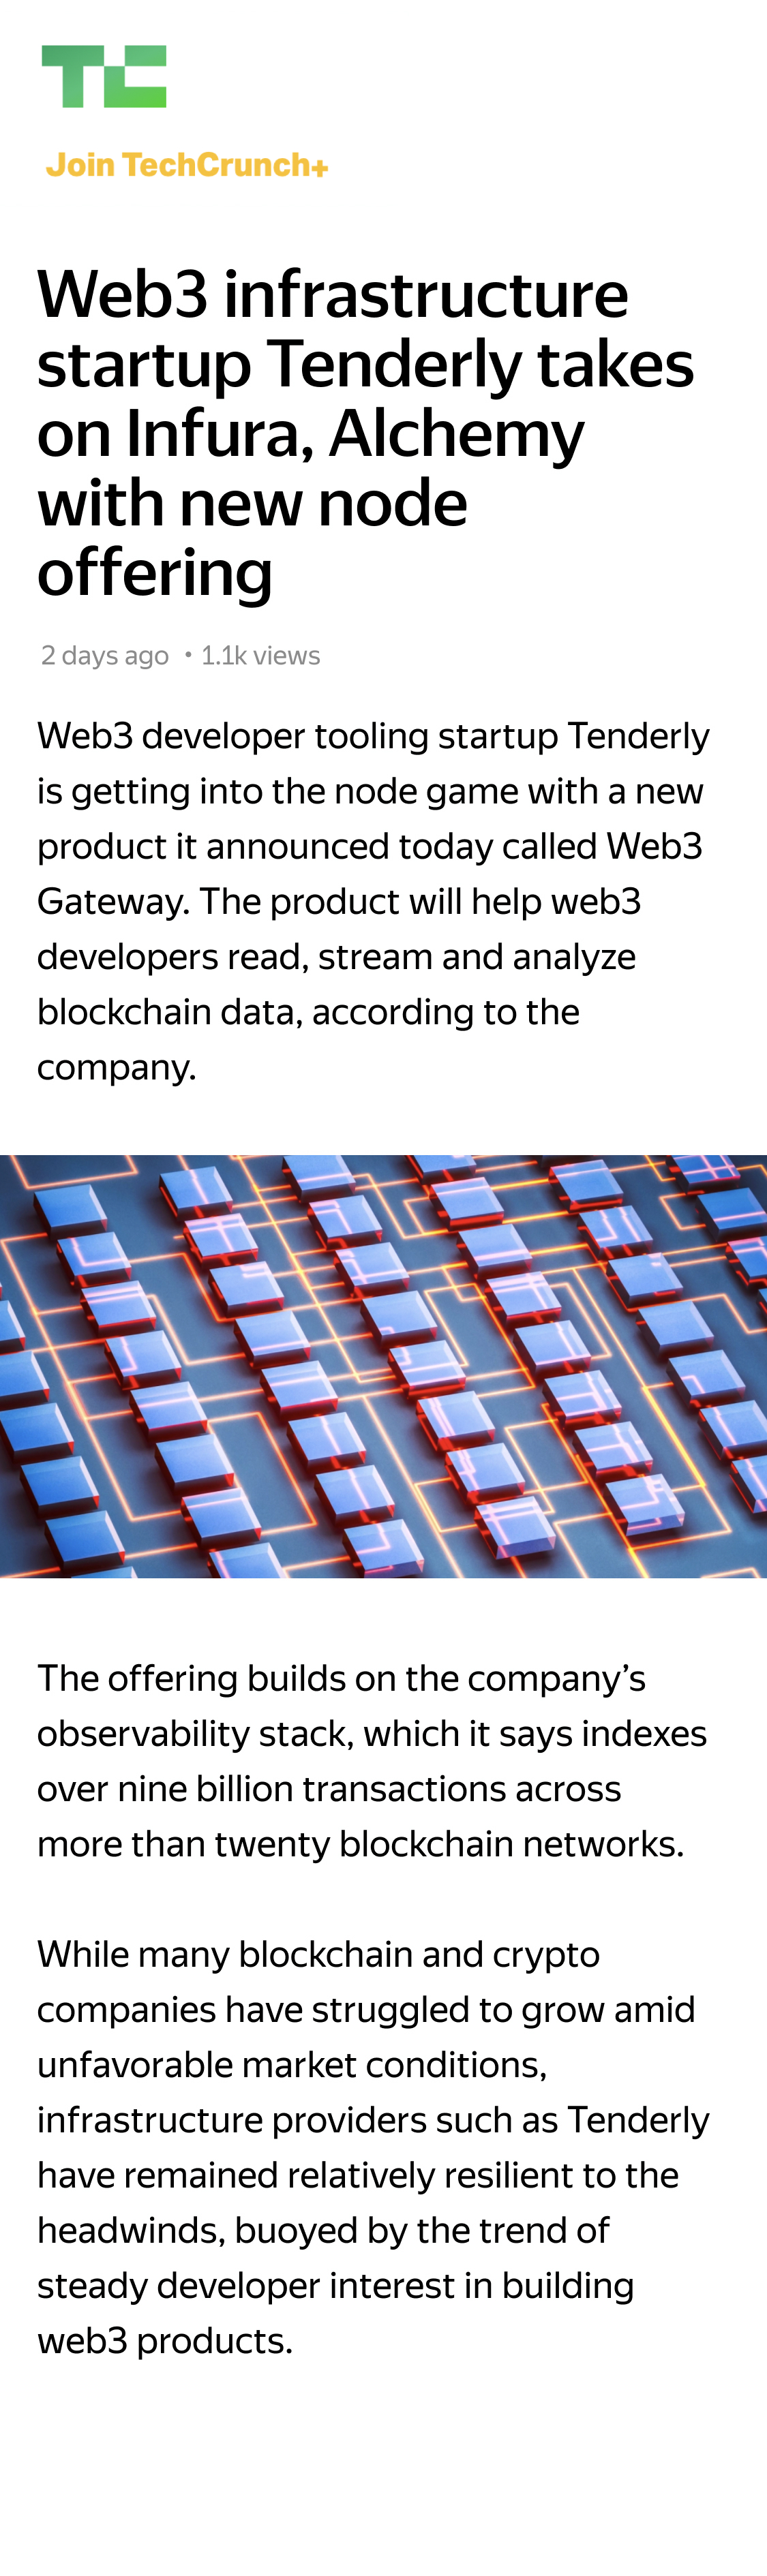 TC
Join TechCrunch+
Web3 infrastructure
startup Tenderly takes
on Infura, Alchemy
with new node
offering
2 days ago • 1.1k views
Web3 developer tooling startup Tenderly
is getting into the node game with a new
product it announced today called Web3
Gateway. The product will help web3
developers read, stream and analyze
blockchain data, according to the
company.
The offering builds on the company’s
observability stack, which it says indexes
over nine billion transactions across
more than twenty blockchain networks.
While many blockchain and crypto
companies have struggled to grow amid
unfavorable market conditions,
infrastructure providers such as Tenderly
have remained relatively resilient to the
headwinds, buoyed by the trend of
steady developer interest in building
web3 products.